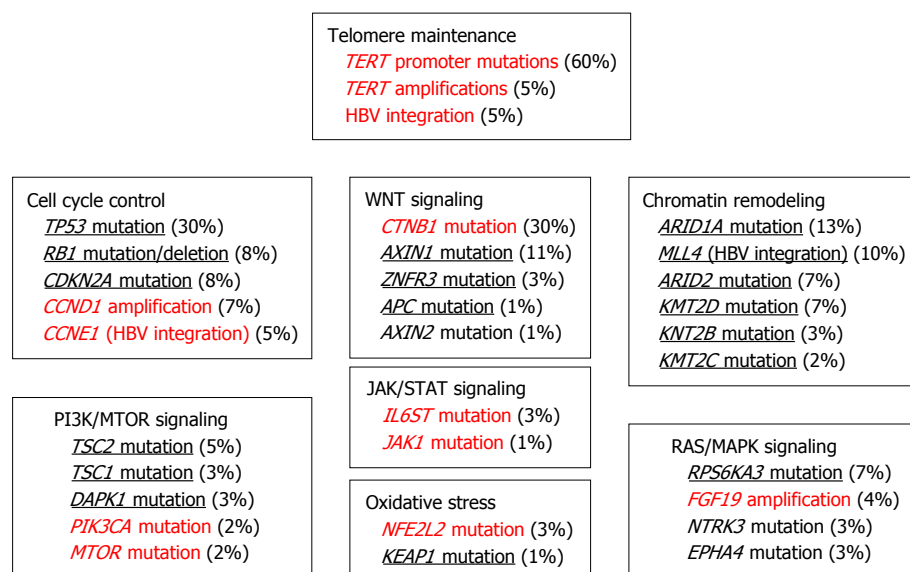 Telomere maintenance
TERT promoter mutations (60%)
TERT amplifications (5%)
HBV integration (5%)
Cell cycle control
TP53 mutation (30%)
RB1 mutation/deletion (8%)
CDKN2A mutation (8%)
CCND1 amplification (7%)
CCNE1 (HBV integration) (5%)
WNT signaling
CTNB1 mutation (30%)
AXIN1 mutation (11%)
ZNFR3 mutation (3%)
APC mutation (1%)
AXIN2 mutation (1%)
Chromatin remodeling
ARID1A mutation (13%)
MLL4 (HBV integration) (10%)
ARID2 mutation (7%)
KMT2D mutation (7%)
KNT2B mutation (3%)
KMT2C mutation (2%)
PI3K/MTOR signaling
TSC2 mutation (5%)
TSC1 mutation (3%)
DAPK1 mutation (3%)
PIK3CA mutation (2%)
MTOR mutation (2%)
JAK/STAT signaling
IL6ST mutation (3%)
JAK1 mutation (1%)
Oxidative stress
NFE2L2 mutation (3%)
KEAP1 mutation (1%)
RAS/MAPK signaling
RPS6KA3 mutation (7%)
FGF19 amplification (4%)
NTRK3 mutation (3%)
EPHA4 mutation (3%)